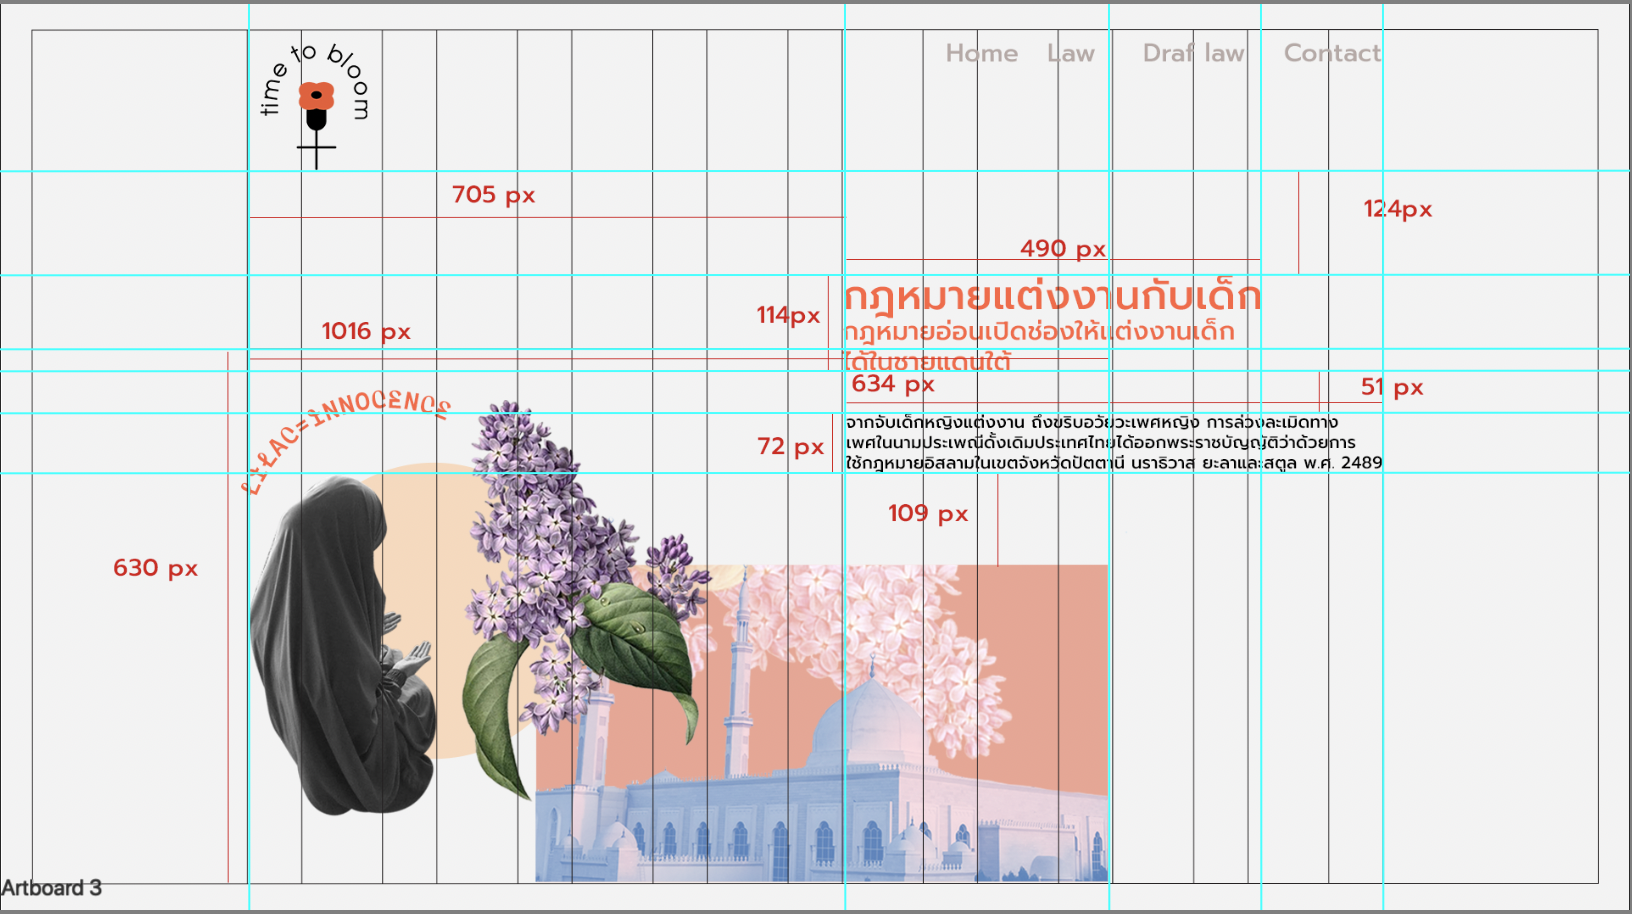 time to bloom
Home Law Draf law Contact
705 px
124px
490 px
กฎหมายแต่งงานกับเด็ก
114px
1016 px
กฎหมายอ่อนเปิดช่องให้แต่งงานเด็ก
ได้ในชายแดนใต้
634 px
51 px
LILAC=INNOCENCE
จากจับเด็กหญิงแต่งงาน ถึงขริบอวัยวะเพศหญิง การล่วงละเมิดทาง
72 px
เพศในนามประเพณีดั้งเดิมประเทศไทยได้ออกพระราชบัญญัติว่าด้วยการ
ใช้กฎหมายอิสลามในเขตจังหวัดปัตตานี นราธิวาส ยะลาและสตูล พ.ศ. 2489
109 px
630 px
Artboard 3